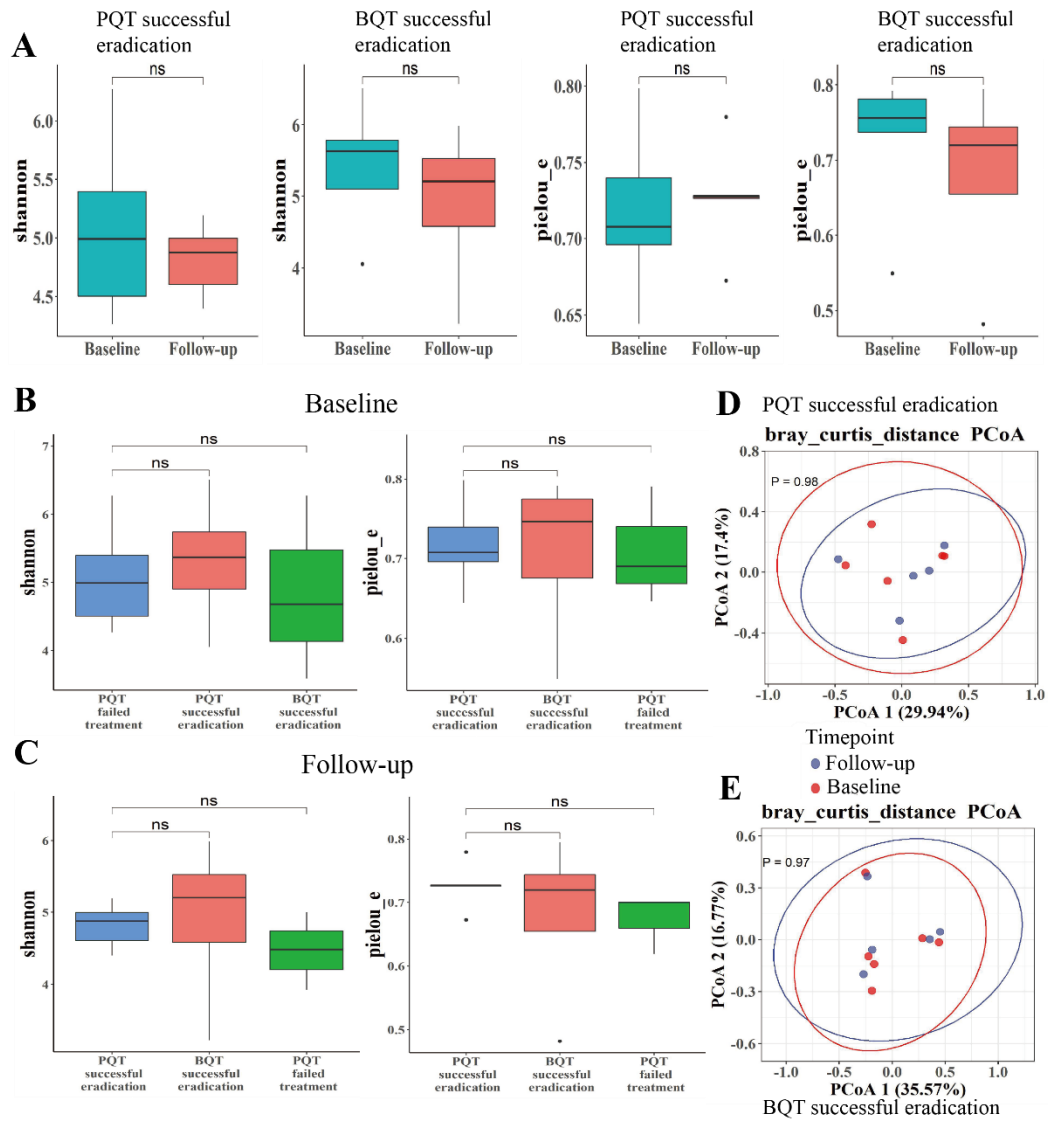 A
PQT successful
eradication
BQT successful
eradication
PQT successful
eradication
BQT successful
eradication
shannon
6.0
5.5
5.0
4.5
ns
Baseline
Follow-up
shannon
6
5
4
ns
Baseline
Follow-up
pielou_e
0.80
0.75
0.70
0.65
ns
Baseline
Follow-up
pielou_e
0.8
0.7
0.6
0.5
ns
Baseline
Follow-up
B
Baseline
shannon
7
6
5
4
ns
ns
PQT
failed
treatment
PQT
successful
eradication
BQT
successful
eradication
pielou_e
0.8
0.7
0.6
ns
ns
PQT
successful
eradication
BQT
successful
eradication
PQT
failed
treatment
C
Follow-up
shannon
6
5
4
ns
ns
PQT
successful
eradication
BQT
successful
eradication
PQT
failed
treatment
pielou_e
0.8
0.7
0.6
0.5
ns
ns
PQT
successful
eradication
BQT
successful
eradication
PQT
failed
treatment
D
PQT successful eradication
bray_curtis_distance PCoA
P = 0.98
PCoA 2 (17.4%)
0.8
0.4
0.0
-0.4
-1.0
-0.5
0.0
0.5
1.0
PCoA 1 (29.94%)
Timepoint
Follow-up
Baseline
E
bray_curtis_distance PCoA
P = 0.97
PCoA 2 (16.77%)
0.6
0.3
0.0
-0.3
-0.6
-1.0
-0.5
0.0
0.5
1.0
PCoA 1 (35.57%)
BQT successful eradication